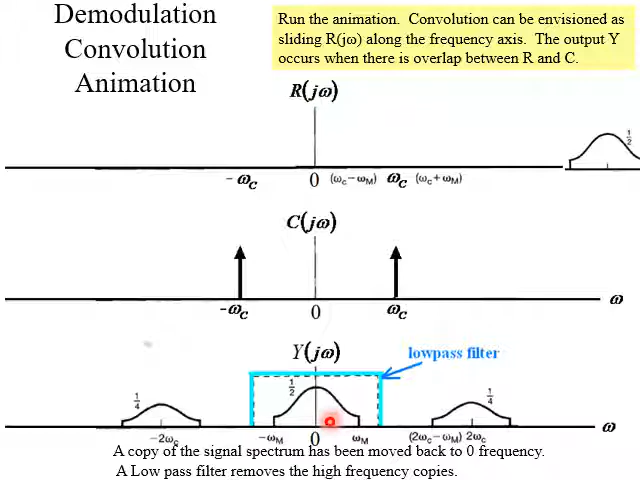 Demodulation
Convolution
Animation
Run the animation. Convolution can be envisioned as
sliding R(jω) along the frequency axis. The output Y
occurs when there is overlap between R and C.
R(jω)
1/2
-ωC 0 (ωc−ωM) ωC (ωc+ωM)
C(jω)
-ωC 0 ωC ω
Y(jω)
lowpass filter
1/4 1/2 1/4
−2ωc −ωM 0 ωM (2ωc−ωM) 2ωc ω
A copy of the signal spectrum has been moved back to 0 frequency.
A Low pass filter removes the high frequency copies.